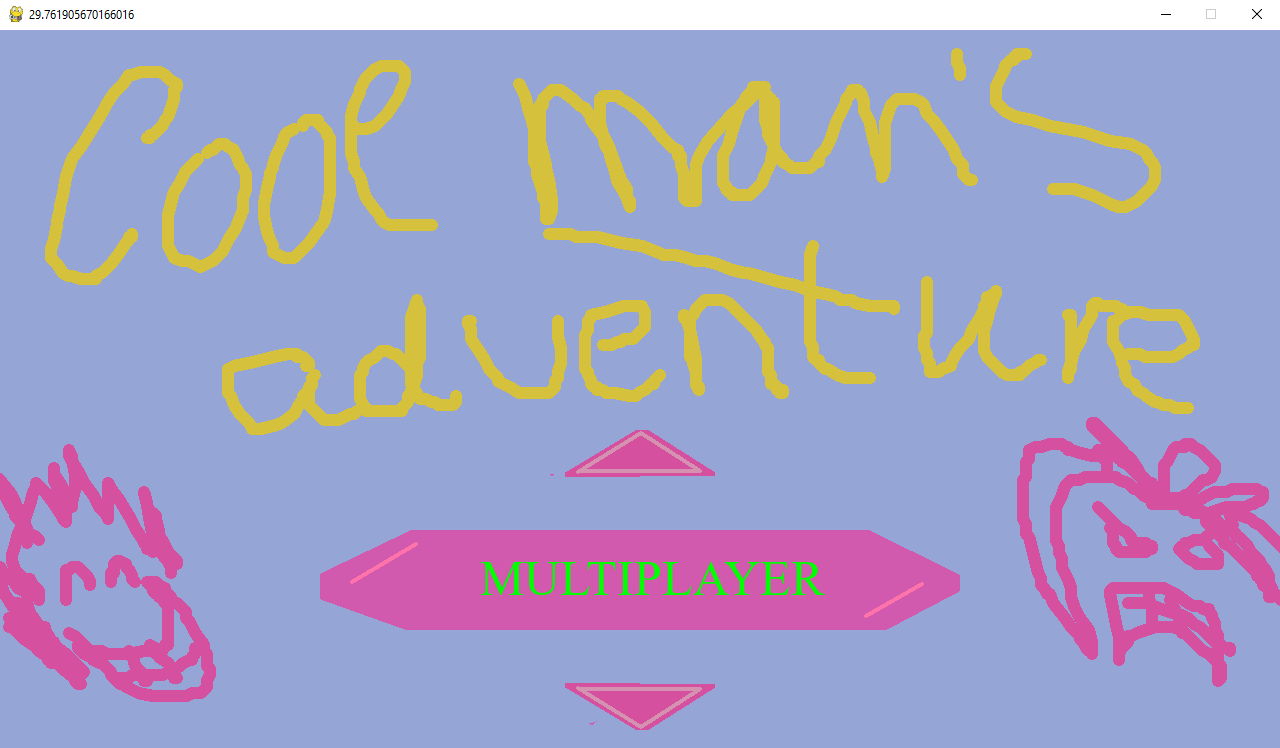 29.761905670166016
Cool man's
adventure
MULTIPLAYER